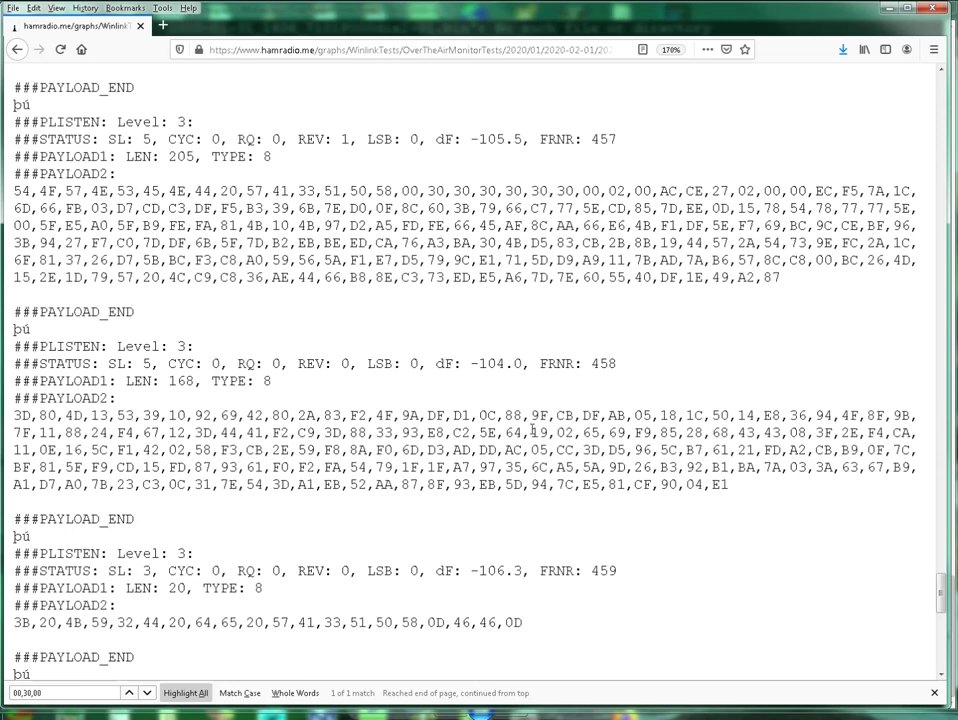 File Edit View History Bookmarks Tools Help
hamradio.me/graphs/WinlinkT
https://www.hamradio.me/graphs/WinlinkTests/OverTheAirMonitorTests/2020/01/2020-02-01/20
170%
###PAYLOAD_END
þú
###PLISTEN: Level: 3:
###STATUS: SL: 5, CYC: 0, RQ: 0, REV: 1, LSB: 0, dF: -105.5, FRNR: 457
###PAYLOAD1: LEN: 205, TYPE: 8
###PAYLOAD2:
54,4F,57,4E,53,45,4E,44,20,57,41,33,51,50,58,00,30,30,30,30,30,30,00,02,00,AC,CE,27,02,00,00,EC,F5,7A,1C,
6D,66,FB,03,D7,CD,C3,DF,F5,B3,39,6B,7E,D0,0F,8C,60,3B,79,66,C7,77,5E,CD,85,7D,EE,0D,15,78,54,78,77,77,5E,
00,5F,E5,A0,5F,B9,FE,FA,81,4B,10,4B,97,D2,A5,FD,FE,66,45,AF,8C,AA,66,E6,4B,F1,DF,5E,F7,69,BC,9C,CE,BF,96,
3B,94,27,F7,C0,7D,DF,6B,5F,7D,B2,EB,BE,ED,CA,76,A3,BA,30,4B,D5,83,CB,2B,8B,19,44,57,2A,54,73,9E,FC,2A,1C,
6F,81,37,26,D7,5B,BC,F3,C8,A0,59,56,5A,F1,E7,D5,79,9C,E1,71,5D,D9,A9,11,7B,AD,7A,B6,57,8C,C8,00,BC,26,4D,
15,2E,1D,79,57,20,4C,C9,C8,36,AE,44,66,B8,8E,C3,73,ED,E5,A6,7D,7E,60,55,40,DF,1E,49,A2,87
###PAYLOAD_END
þú
###PLISTEN: Level: 3:
###STATUS: SL: 5, CYC: 0, RQ: 0, REV: 0, LSB: 0, dF: -104.0, FRNR: 458
###PAYLOAD1: LEN: 168, TYPE: 8
###PAYLOAD2:
3D,80,4D,13,53,39,10,92,69,42,80,2A,83,F2,4F,9A,DF,D1,0C,88,9F,CB,DF,AB,05,18,1C,50,14,E8,36,94,4F,8F,9B,
7F,11,88,24,F4,67,12,3D,44,41,F2,C9,3D,88,33,93,E8,C2,5E,64,19,02,65,69,F9,85,28,68,43,43,08,3F,2E,F4,CA,
11,0E,16,5C,F1,42,02,58,F3,CB,2E,59,F8,8A,F0,6D,D3,AD,DD,AC,05,CC,3D,D5,96,5C,B7,61,21,FD,A2,CB,B9,0F,7C,
BF,81,5F,F9,CD,15,FD,87,93,61,F0,F2,FA,54,79,1F,1F,A7,97,35,6C,A5,5A,9D,26,B3,92,B1,BA,7A,03,3A,63,67,B9,
A1,D7,A0,7B,23,C3,0C,31,7E,54,3D,A1,EB,52,AA,87,8F,93,EB,5D,94,7C,E5,81,CF,90,04,E1
###PAYLOAD_END
þú
###PLISTEN: Level: 3:
###STATUS: SL: 3, CYC: 0, RQ: 0, REV: 0, LSB: 0, dF: -106.3, FRNR: 459
###PAYLOAD1: LEN: 20, TYPE: 8
###PAYLOAD2:
3B,20,4B,59,32,44,20,64,65,20,57,41,33,51,50,58,0D,46,46,0D
###PAYLOAD_END
þú
00,30,00 Highlight All Match Case Whole Words 1 of 1 match Reached end of page, continued from top